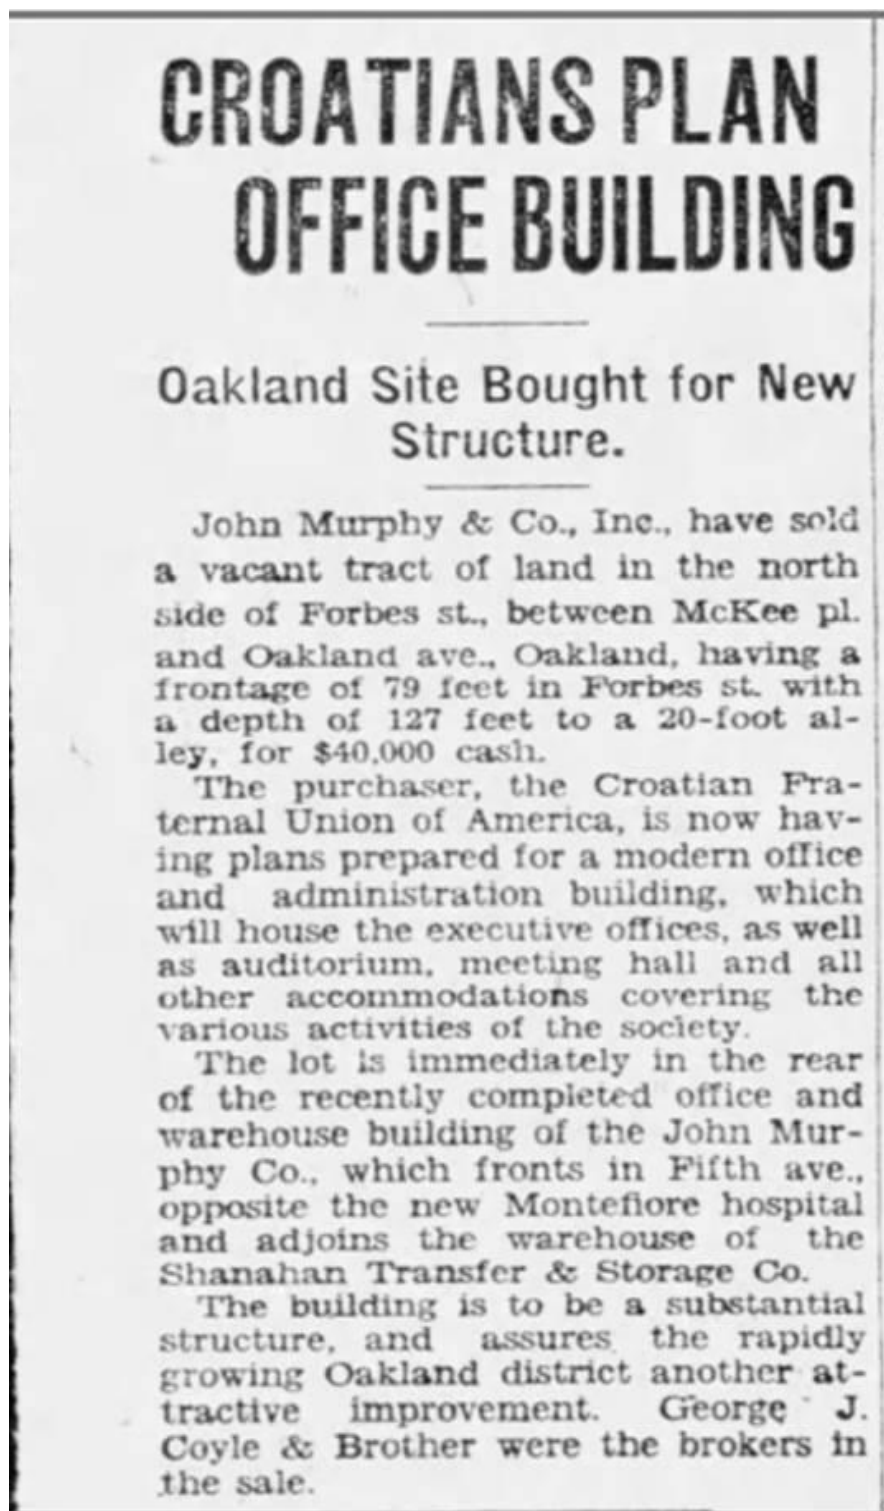 CROATIANS PLAN
OFFICE BUILDING
Oakland Site Bought for New
Structure.
John Murphy & Co., Inc., have sold
a vacant tract of land in the north
side of Forbes st., between McKee pl.
and Oakland ave., Oakland, having a
frontage of 79 feet in Forbes st. with
a depth of 127 feet to a 20-foot al-
ley, for $40,000 cash.
The purchaser, the Croatian Fra-
ternal Union of America, is now hav-
ing plans prepared for a modern office
and administration building, which
will house the executive offices, as well
as auditorium, meeting hall and all
other accommodations covering the
various activities of the society.
The lot is immediately in the rear
of the recently completed office and
warehouse building of the John Mur-
phy Co., which fronts in Fifth ave.,
opposite the new Montefiore hospital
and adjoins the warehouse of the
Shanahan Transfer & Storage Co.
The building is to be a substantial
structure, and assures the rapidly
growing Oakland district another at-
tractive improvement. George J.
Coyle & Brother were the brokers in
the sale.